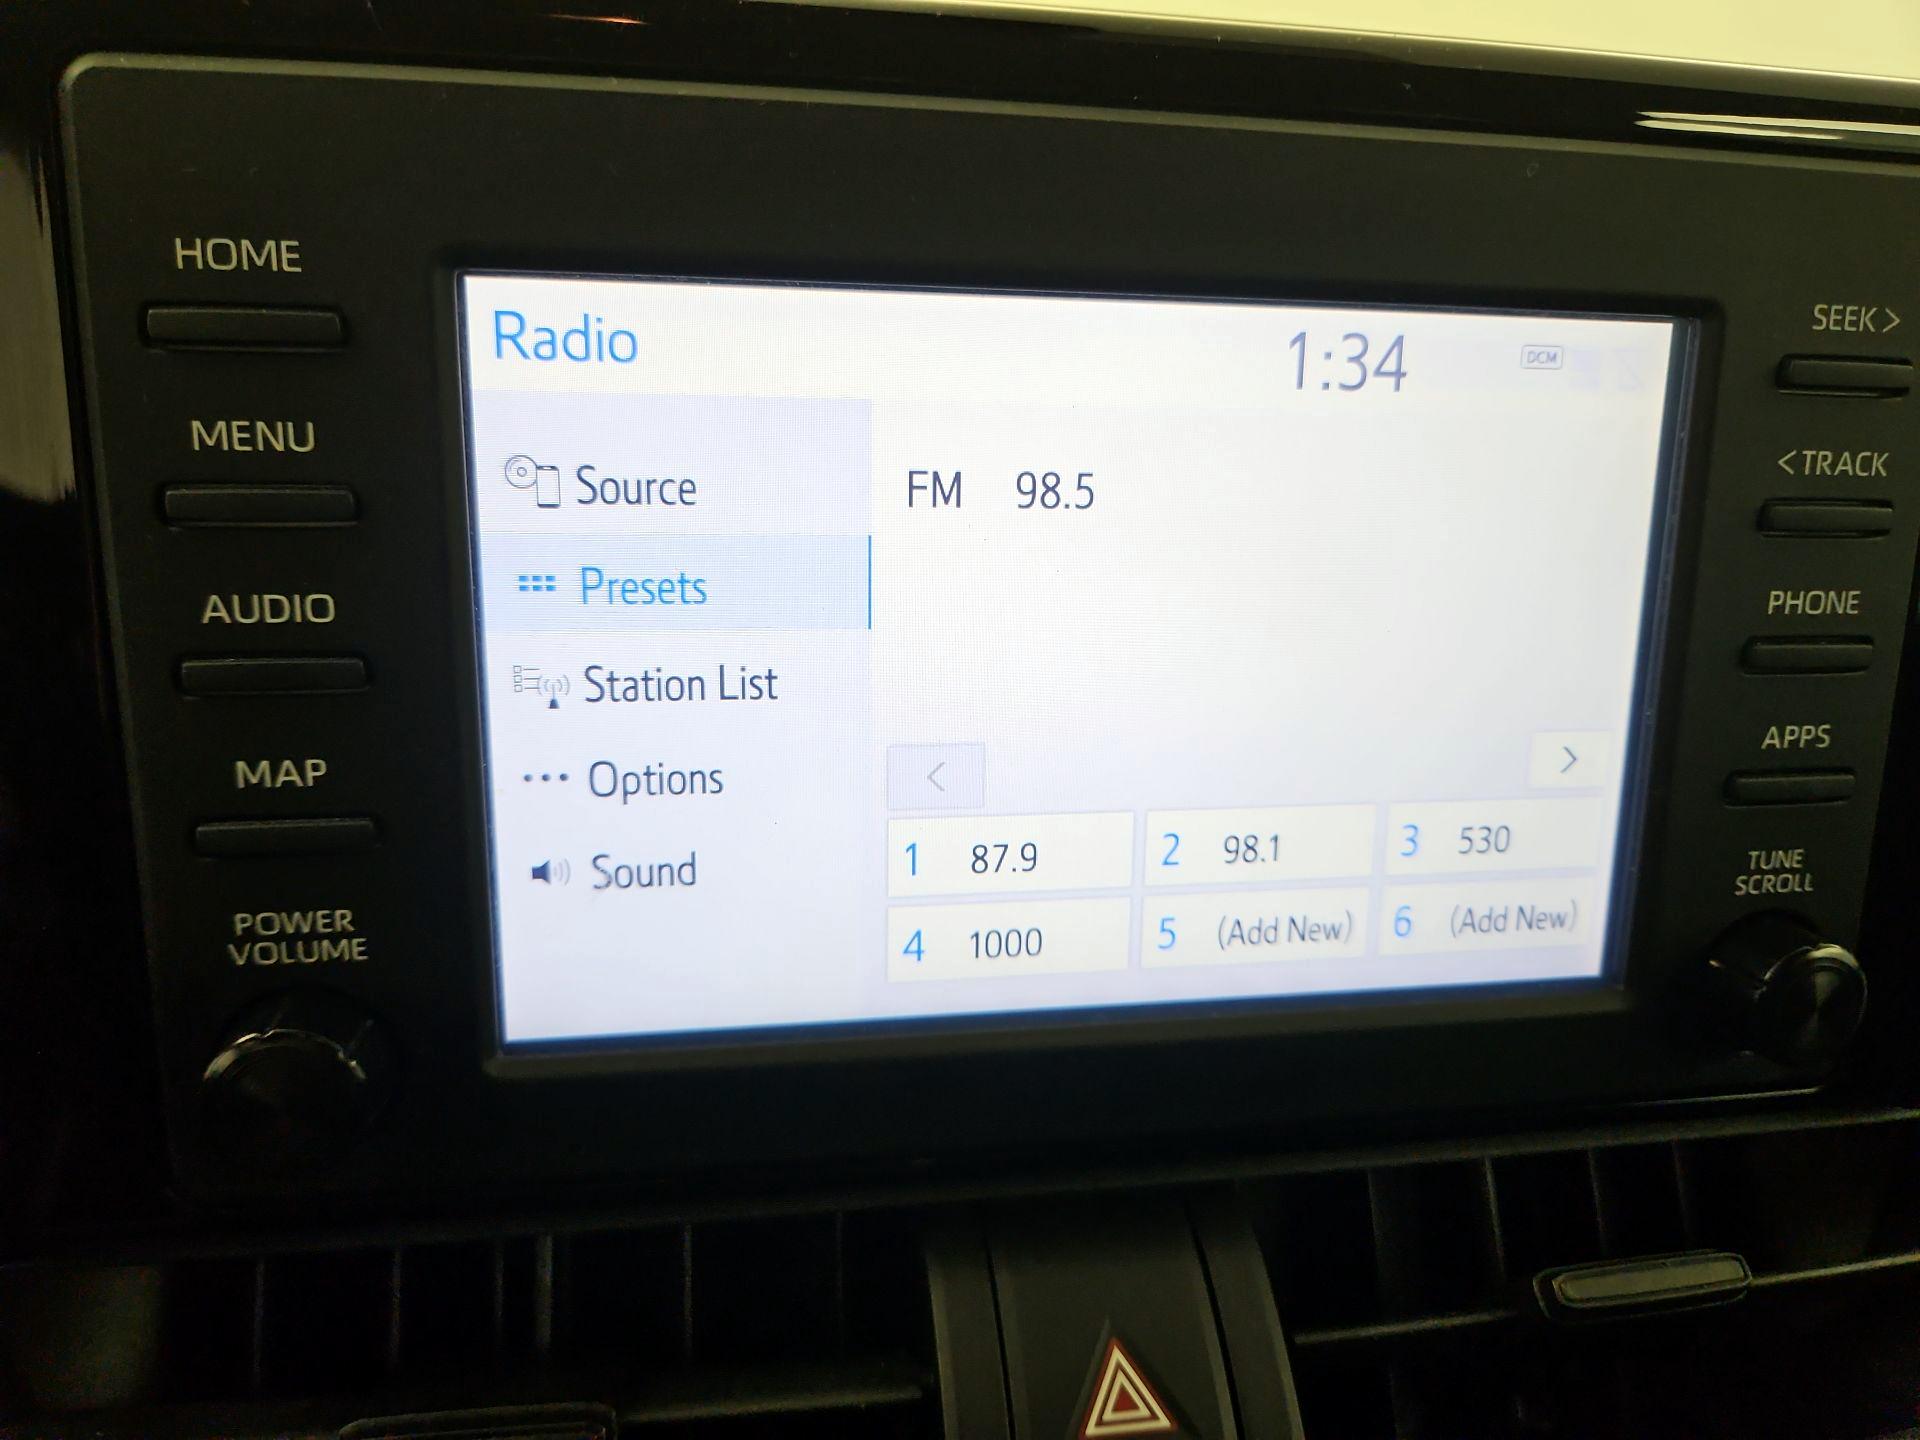 HOME
MENU
AUDIO
MAP
POWER
VOLUME
Radio
1:34
DCM
Source
Presets
Station List
Options
Sound
FM 98.5
<
>
1 87.9
2 98.1
3 530
4 1000
5 (Add New)
6 (Add New)
SEEK >
< TRACK
PHONE
APPS
TUNE
SCROLL